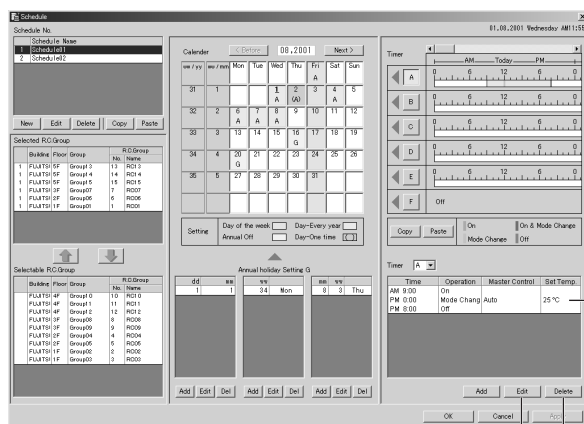 Schedule
Schedule No.
01,08,2001 Wednesday AM11:55
Schedule Name
1 Schedule01
2 Schedule02
New Edit Delete Copy Paste
Selected R.C.Group
Building Floor Group R.C.Group
No. Name
1 FUJITSU 5F Group13 13 RC13
1 FUJITSU 5F Group14 14 RC14
1 FUJITSU 5F Group15 15 RC15
1 FUJITSU 3F Group07 7 RC07
1 FUJITSU 2F Group06 6 RC06
1 FUJITSU 1F Group01 1 RC01
Selectable R.C.Group
Building Floor Group R.C.Group
No. Name
FUJITSU 4F Group10 10 RC10
FUJITSU 4F Group11 11 RC11
FUJITSU 4F Group12 12 RC12
FUJITSU 3F Group08 8 RC08
FUJITSU 3F Group09 9 RC09
FUJITSU 2F Group04 4 RC04
FUJITSU 2F Group05 5 RC05
FUJITSU 1F Group02 2 RC02
FUJITSU 1F Group03 3 RC03
Calender < Before 08,2001 Next >
ww / yy ww / mm Mon Tue Wed Thu Fri Sat Sun
A
31 1 1 2 3 4 5
A (A) A
32 2 6 7 8 9 10 11 12
A A A
33 3 13 14 15 16 17 18 19
G
34 4 20 21 22 23 24 25 26
G
35 5 27 28 29 30 31
Setting Day of the week Day-Every year
Annual Off Day-One time ( )
Annual holiday Setting G
dd mm
1 1
ww
34 Mon
mm ww
8 3 Thu
Add Edit Del Add Edit Del Add Edit Del
Timer
AM Today PM
A 0 6 12 6 0
B 0 6 12 6 0
C 0 6 12 6 0
D 0 6 12 6 0
E 0 6 12 6 0
F Off
Copy Paste On On & Mode Change
Mode Change Off
Timer A
Time Operation Master Control Set Temp.
AM 9:00 On
PM 0:00 Mode Chang Auto 25 °C
PM 8:00 Off
Add Edit Delete
OK Cancel Apply